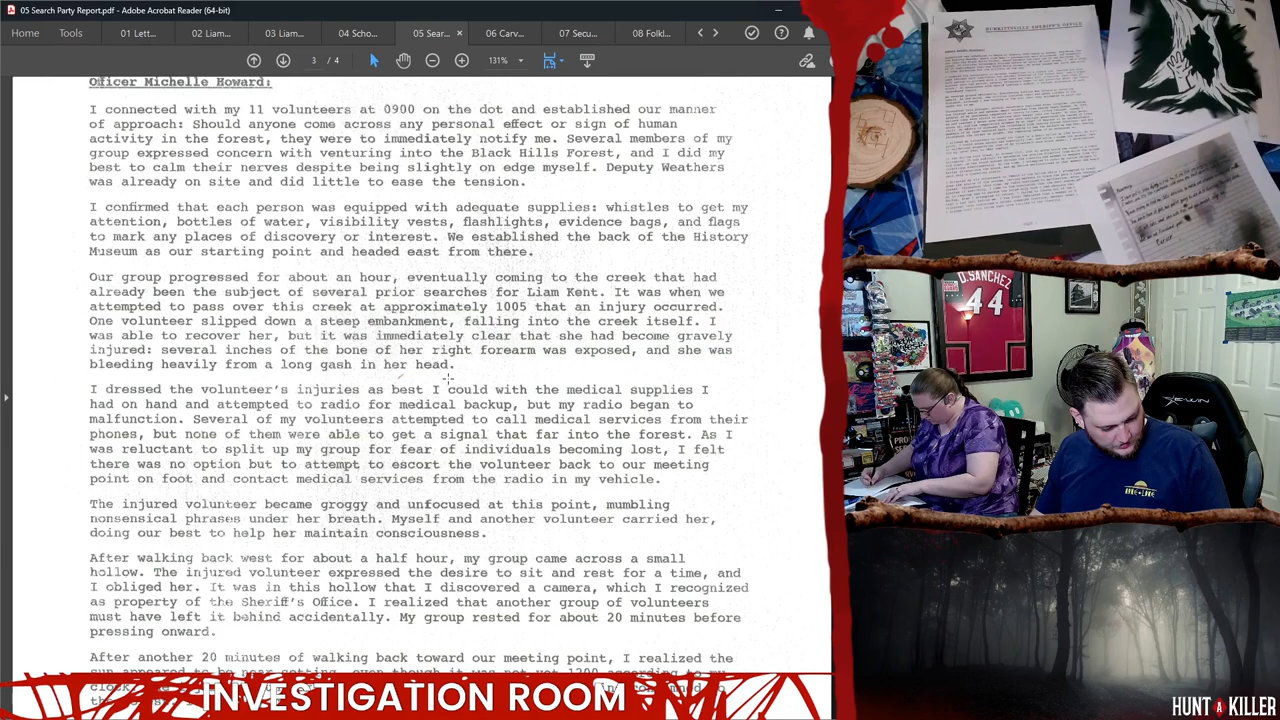 05 Search Party Report.pdf - Adobe Acrobat Reader (64-bit)
Home Tools 01 Lett... 02 Liam... 03 Liam... ...cho... 05 Sear... × 06 Carv... 07 Secu... 08 Folkl...
3 4 131%
Officer Michelle Howard:
I connected with my 0900 on the dot and established our manner
of approach: Should anyone any personal effect or sign of human
activity in the forest, they were to immediately notify me. Several members of my
group expressed concern with venturing into the Black Hills Forest, and I did my
best to calm their nerves despite being slightly on edge myself. Deputy Weathers
was already on site and did little to ease the tension.
I confirmed that each member was equipped with adequate supplies: whistles to get my
attention, bottles of water, visibility vests, flashlights, evidence bags, and flags
to mark any places of discovery or interest. We established the back of the History
Museum as our starting point and headed east from there.
Our group progressed for about an hour, eventually coming to the creek that had
already been the subject of several prior searches for Liam Kent. It was when we
attempted to pass over this creek at approximately 1005 that an injury occurred.
One volunteer slipped down a steep embankment, falling into the creek itself. I
was able to recover her, but it was immediately clear that she had become gravely
injured: several inches of the bone of her right forearm was exposed, and she was
bleeding heavily from a long gash in her head.
I dressed the volunteer's injuries as best I could with the medical supplies I
had on hand and attempted to radio for medical backup, but my radio began to
malfunction. Several of my volunteers attempted to call medical services from their
phones, but none of them were able to get a signal that far into the forest. As I
was reluctant to split up my group for fear of individuals becoming lost, I felt
there was no option but to attempt to escort the volunteer back to our meeting
point on foot and contact medical services from the radio in my vehicle.
The injured volunteer became groggy and unfocused at this point, mumbling
nonsensical phrases under her breath. Myself and another volunteer carried her,
doing our best to help her maintain consciousness.
After walking back west for about a half hour, my group came across a small
hollow. The injured volunteer expressed the desire to sit and rest for a time, and
I obliged her. It was in this hollow that I discovered a camera, which I recognized
as property of the Sheriff's Office. I realized that another group of volunteers
must have left it behind accidentally. My group rested for about 20 minutes before
pressing onward.
After another 20 minutes of walking back toward our meeting point, I realized the
sun appeared to be near setting, even though it was not yet 1200 according to my
INVESTIGATION ROOM
BURKITTSVILLE SHERIFF'S OFFICE
D.SANCHEZ
44
HUNT A KILLER